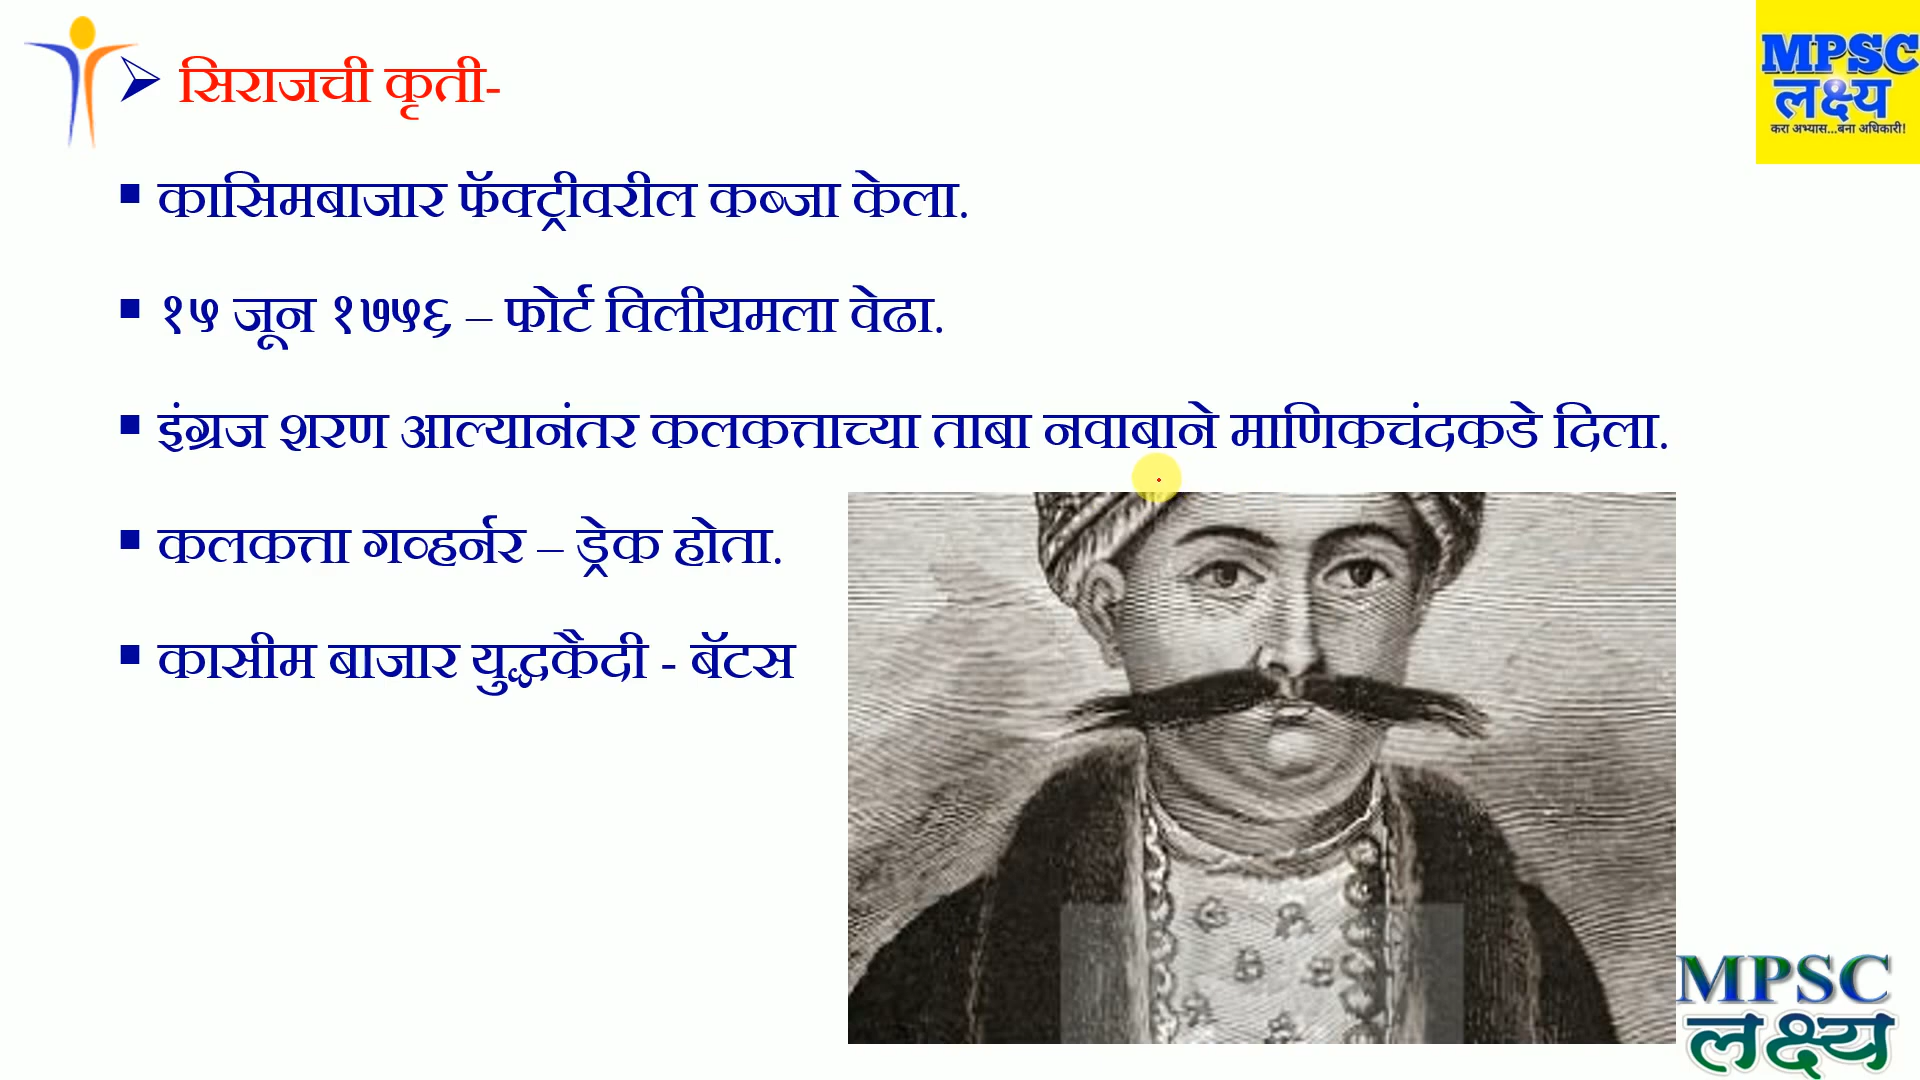 सिराजची कृती-
MPSC
लक्ष्य
करा अभ्यास...बना अधिकारी!
कासिमबाजार फॅक्ट्रीवरील कब्जा केला.
१५ जून १७५६ – फोर्ट विलीयमला वेढा.
इंग्रज शरण आल्यानंतर कलकत्ताच्या ताबा नवाबाने माणिकचंदकडे दिला.
कलकत्ता गव्हर्नर – ड्रेक होता.
कासीम बाजार युद्धकैदी - बॅटस
MPSC
लक्ष्य